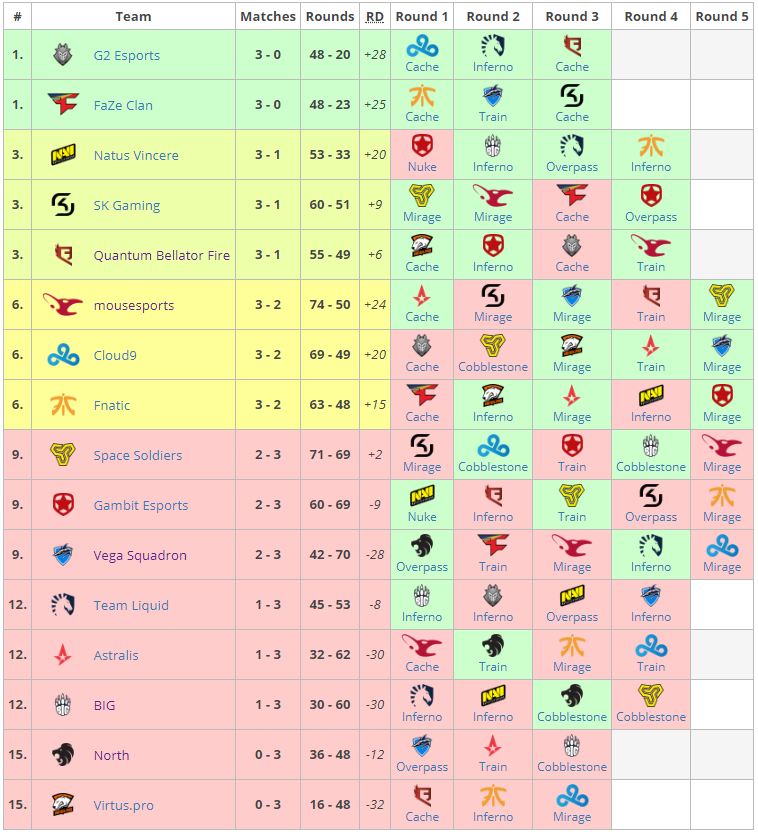 # Team Matches Rounds RD Round 1 Round 2 Round 3 Round 4 Round 5
1. G2 Esports 3 - 0 48 - 20 +28 Cache Inferno Cache
1. FaZe Clan 3 - 0 48 - 23 +25 Cache Train Cache
3. Natus Vincere 3 - 1 53 - 33 +20 Nuke Inferno Overpass Inferno
3. SK Gaming 3 - 1 60 - 51 +9 Mirage Mirage Cache Overpass
3. Quantum Bellator Fire 3 - 1 55 - 49 +6 Cache Inferno Cache Train
6. mousesports 3 - 2 74 - 50 +24 Cache Mirage Mirage Train Mirage
6. Cloud9 3 - 2 69 - 49 +20 Cache Cobblestone Mirage Train Mirage
6. Fnatic 3 - 2 63 - 48 +15 Cache Inferno Mirage Inferno Mirage
9. Space Soldiers 2 - 3 71 - 69 +2 Mirage Cobblestone Train Cobblestone Mirage
9. Gambit Esports 2 - 3 60 - 69 -9 Nuke Inferno Train Overpass Mirage
9. Vega Squadron 2 - 3 42 - 70 -28 Overpass Train Mirage Inferno Mirage
12. Team Liquid 1 - 3 45 - 53 -8 Inferno Inferno Overpass Inferno
12. Astralis 1 - 3 32 - 62 -30 Cache Train Mirage Train
12. BIG 1 - 3 30 - 60 -30 Inferno Inferno Cobblestone Cobblestone
15. North 0 - 3 36 - 48 -12 Overpass Train Cobblestone
15. Virtus.pro 0 - 3 16 - 48 -32 Cache Inferno Mirage